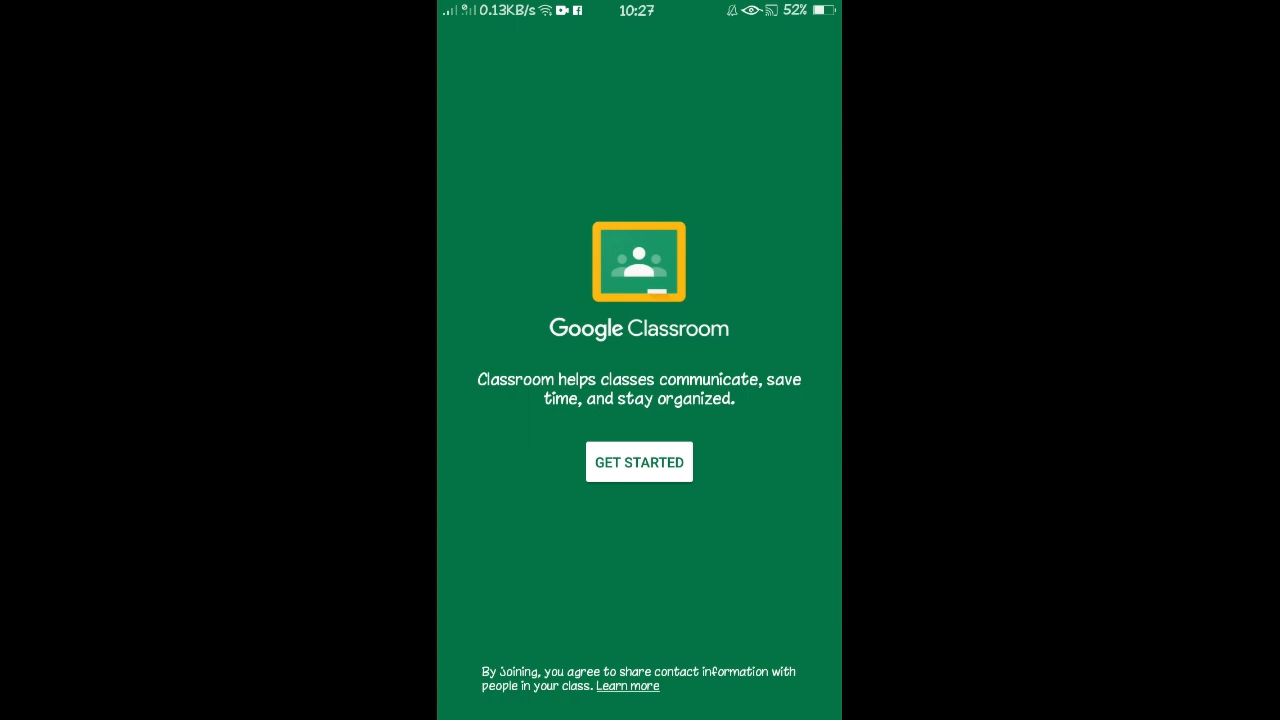 0.13KB/s 10:27 52%
Google Classroom
Classroom helps classes communicate, save
time, and stay organized.
GET STARTED
By joining, you agree to share contact information with
people in your class. Learn more